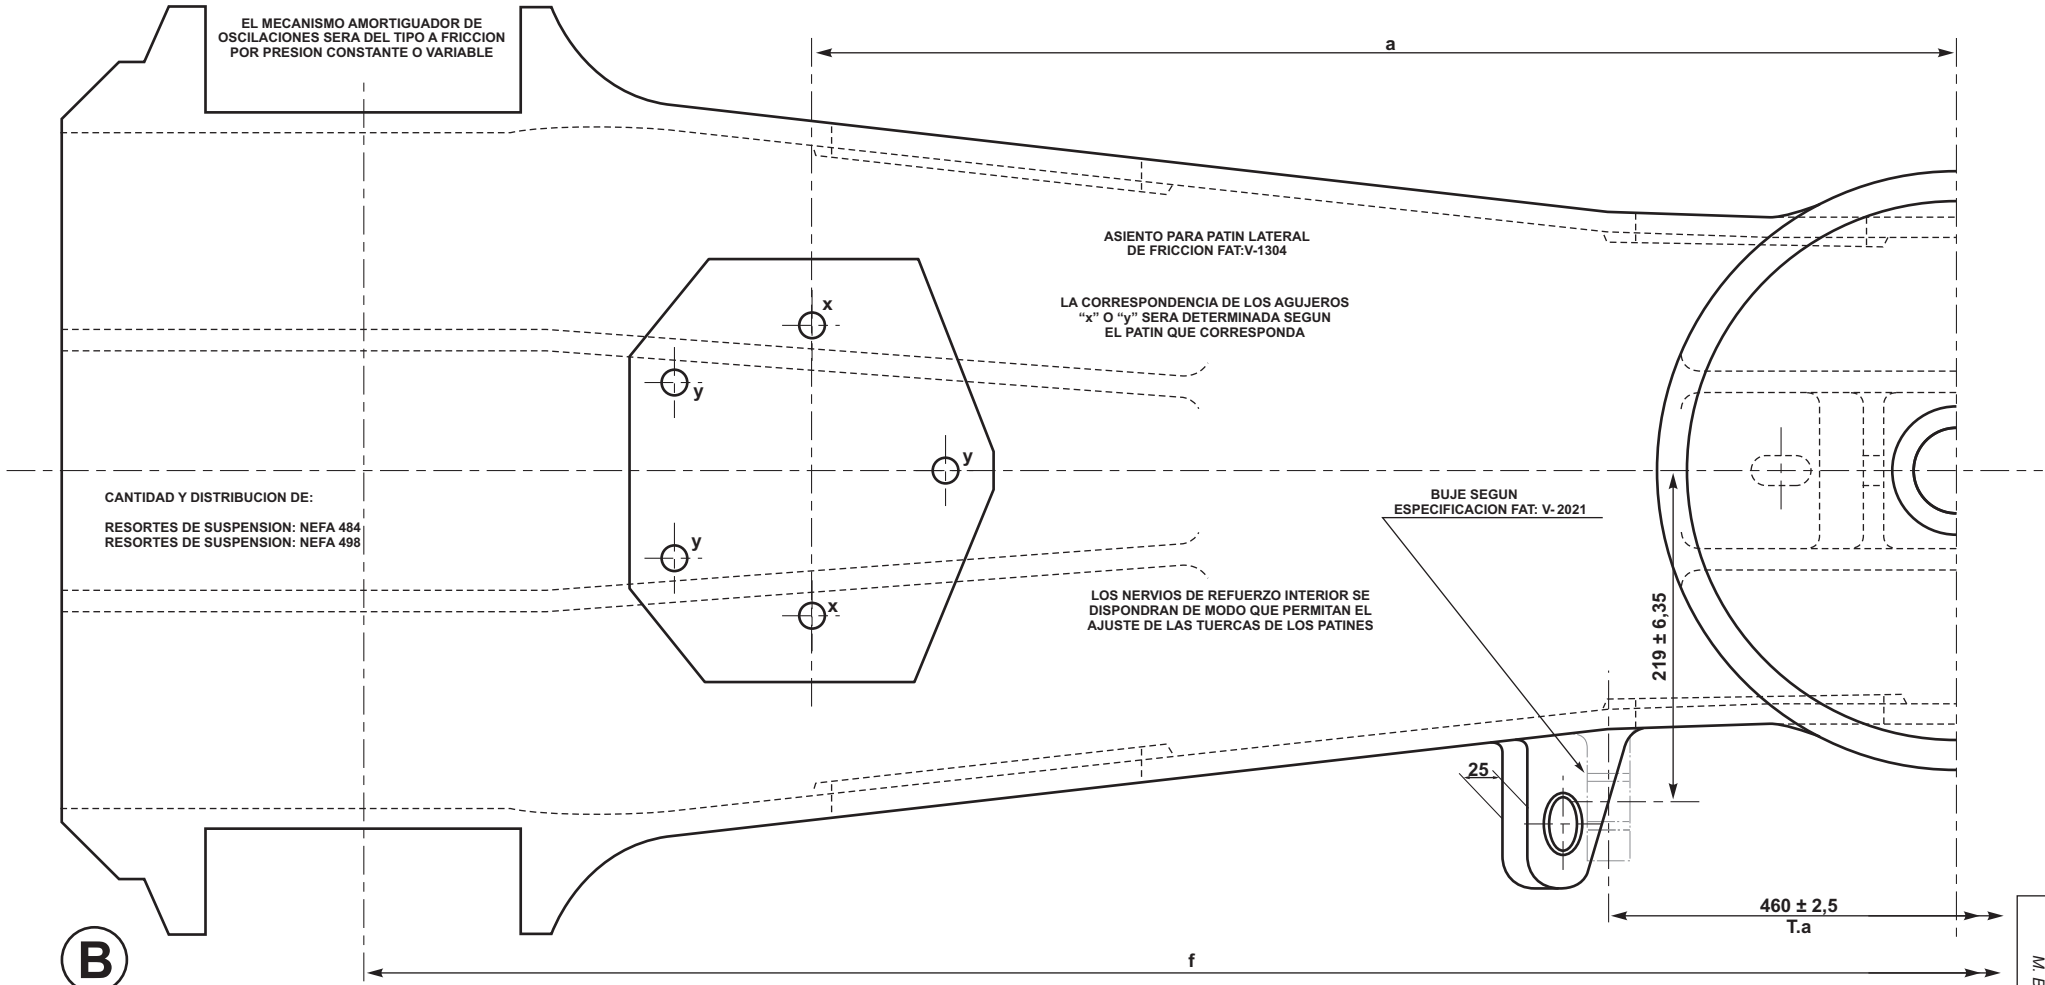 EL MECANISMO AMORTIGUADOR DE
OSCILACIONES SERA DEL TIPO A FRICCION
POR PRESION CONSTANTE O VARIABLE
a
ASIENTO PARA PATIN LATERAL
DE FRICCION FAT:V-1304
LA CORRESPONDENCIA DE LOS AGUJEROS
“x” O “y” SERA DETERMINADA SEGUN
EL PATIN QUE CORRESPONDA
x
y
y
y
x
CANTIDAD Y DISTRIBUCION DE:
RESORTES DE SUSPENSION: NEFA 484
RESORTES DE SUSPENSION: NEFA 498
BUJE SEGUN
ESPECIFICACION FAT: V- 2021
LOS NERVIOS DE REFUERZO INTERIOR SE
DISPONDRAN DE MODO QUE PERMITAN EL
AJUSTE DE LAS TUERCAS DE LOS PATINES
219 ± 6,35
25
460 ± 2,5
T.a
f
B
M. E